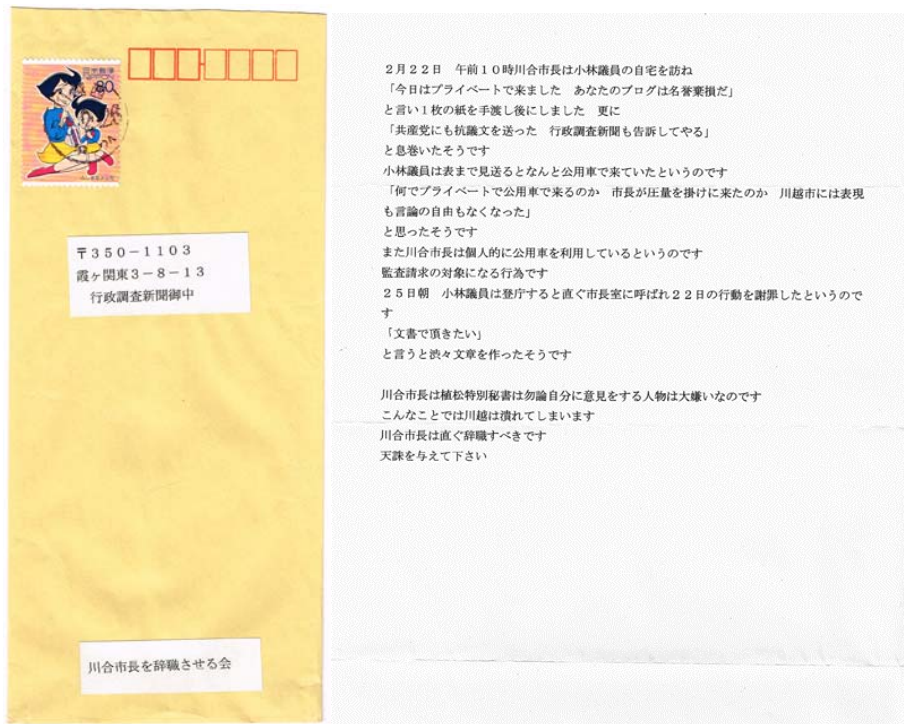 日本郵便
80
〒350-1103
霞ヶ関東3-8-13
行政調査新聞御中
川合市長を辞職させる会
2月22日 午前10時川合市長は小林議員の自宅を訪ね
「今日はプライベートで来ました あなたのブログは名誉棄損だ」
と言い1枚の紙を手渡し後にしました 更に
「共産党にも抗議文を送った 行政調査新聞も告訴してやる」
と息巻いたそうです
小林議員は表まで見送るとなんと公用車で来ていたというのです
「何でプライベートで公用車で来るのか 市長が圧量を掛けに来たのか 川越市には表現
も言論の自由もなくなった」
と思ったそうです
また川合市長は個人的に公用車を利用しているというのです
監査請求の対象になる行為です
25日朝 小林議員は登庁すると直ぐ市長室に呼ばれ22日の行動を謝罪したというので
す
「文書で頂きたい」
と言うと渋々文章を作ったそうです
川合市長は植松特別秘書は勿論自分に意見をする人物は大嫌いなのです
こんなことでは川越は潰れてしまいます
川合市長は直ぐ辞職すべきです
天誅を与えて下さい